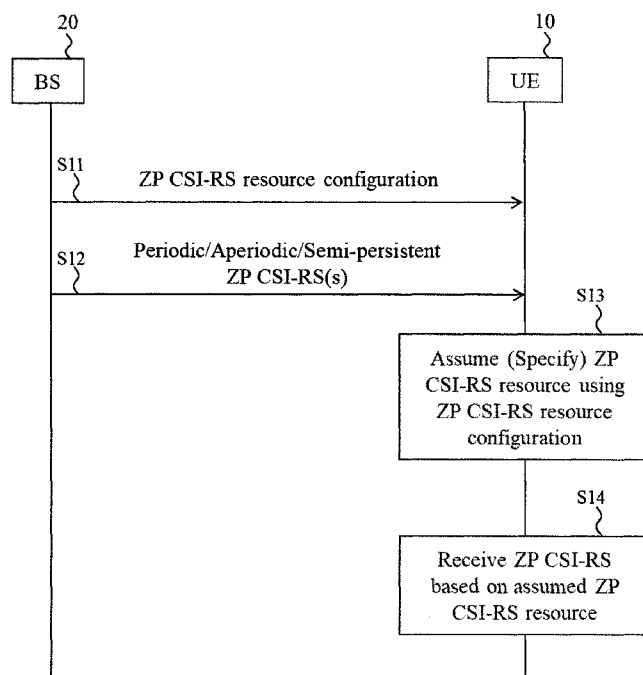 20
10
BS
UE
S11
ZP CSI-RS resource configuration
S12
Periodic/Aperiodic/Semi-persistent
ZP CSI-RS(s)
S13
Assume (Specify) ZP
CSI-RS resource using
ZP CSI-RS resource
configuration
S14
Receive ZP CSI-RS
based on assumed ZP
CSI-RS resource